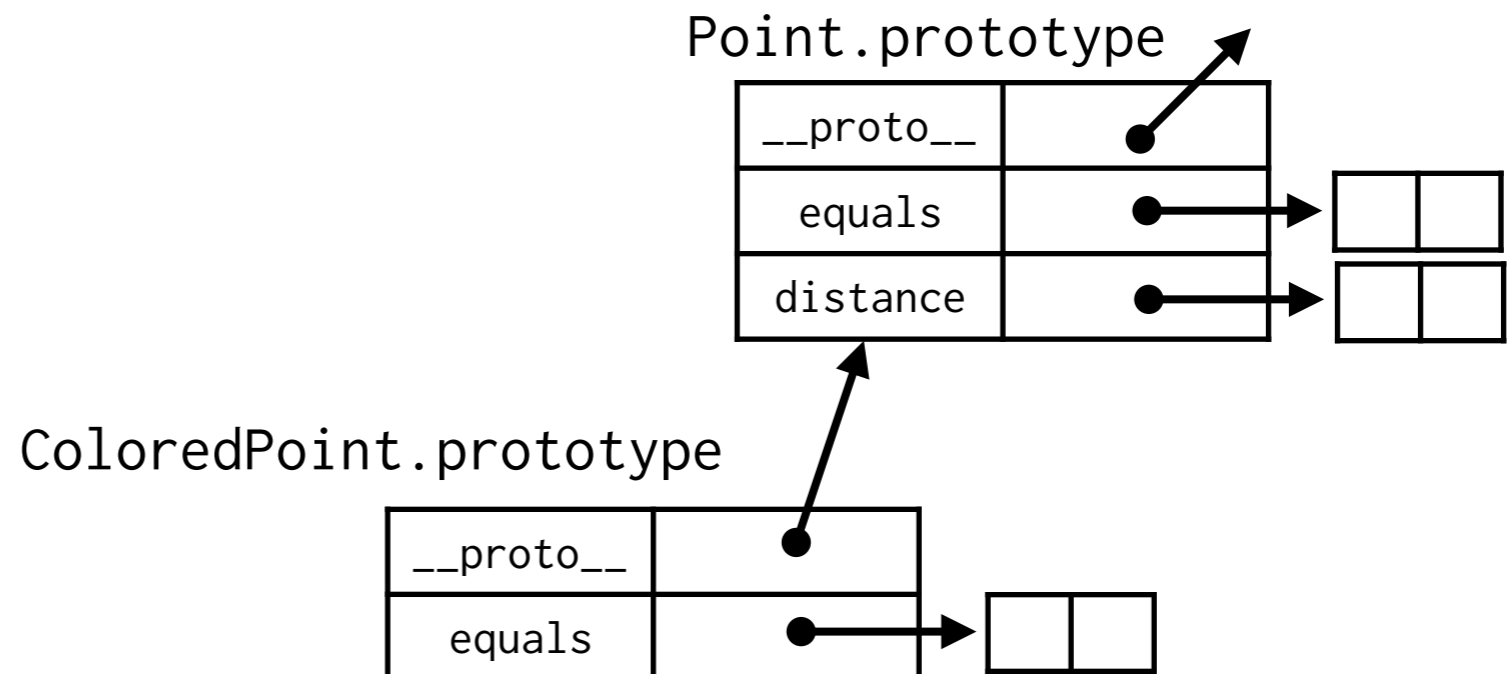 Point.prototype
__proto__
equals
distance
ColoredPoint.prototype
__proto__
equals